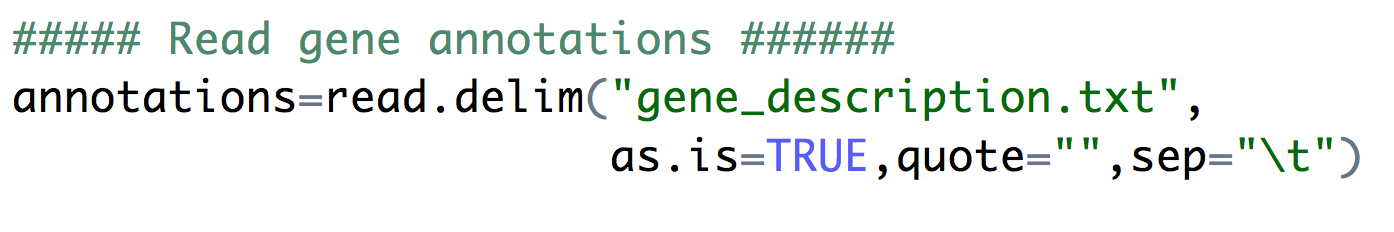 ##### Read gene annotations ######
annotations=read.delim("gene_description.txt",
as.is=TRUE,quote="",sep="\t")